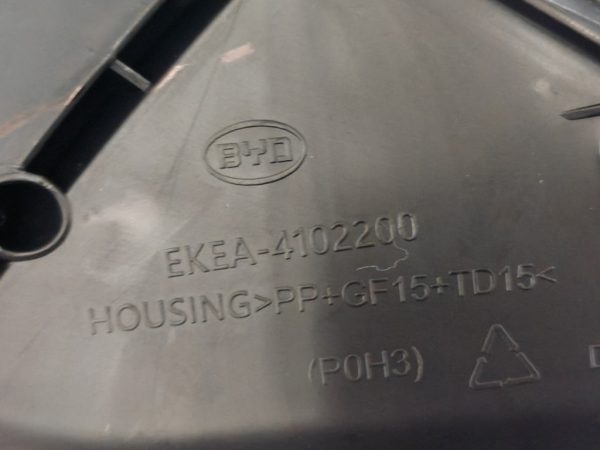 BYD
EKEA-4102200
HOUSING>PP+GF15+TD15<
(P0H3)